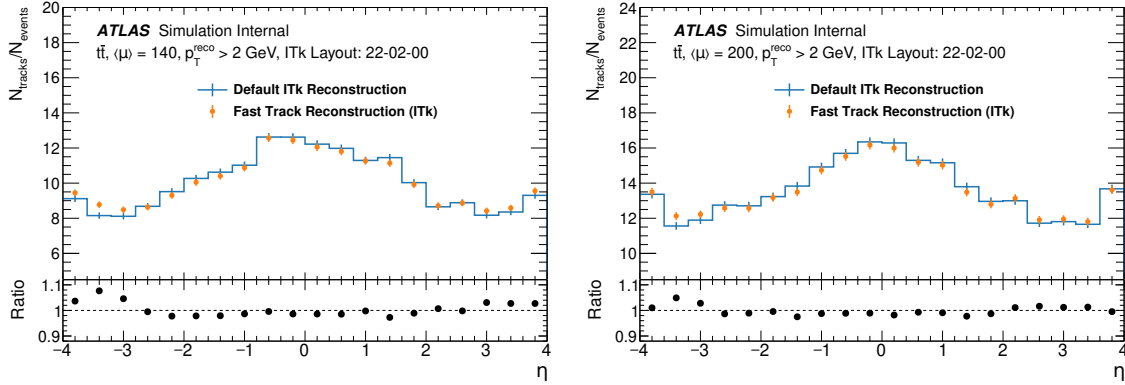 N_tracks/N_events
20
18
16
14
12
10
8
ATLAS Simulation Internal
tt̄, ⟨μ⟩ = 140, p_T^reco > 2 GeV, ITk Layout: 22-02-00
Default ITk Reconstruction
Fast Track Reconstruction (ITk)
Ratio
1.1
1
0.9
−4 −3 −2 −1 0 1 2 3 4
η
N_tracks/N_events
24
22
20
18
16
14
12
10
ATLAS Simulation Internal
tt̄, ⟨μ⟩ = 200, p_T^reco > 2 GeV, ITk Layout: 22-02-00
Default ITk Reconstruction
Fast Track Reconstruction (ITk)
Ratio
1.1
1
0.9
−4 −3 −2 −1 0 1 2 3 4
η